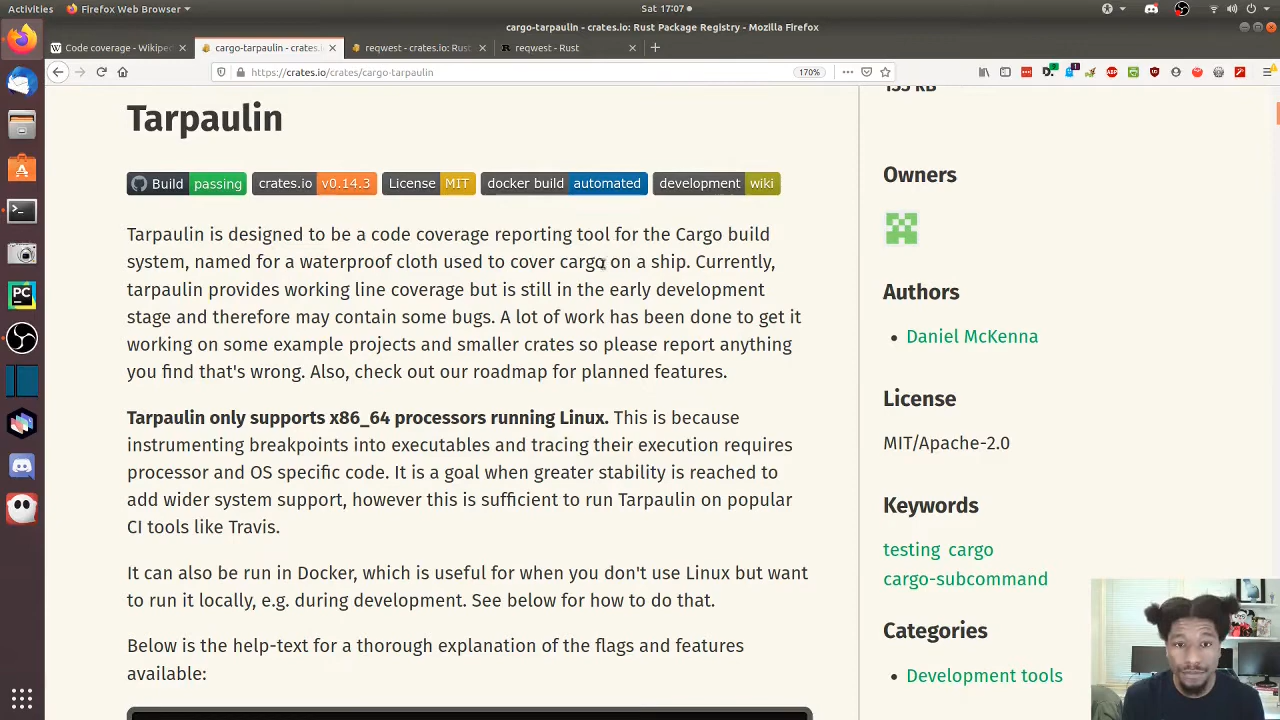 Activities
Firefox Web Browser
Sat 17:07
cargo-tarpaulin - crates.io: Rust Package Registry - Mozilla Firefox
Code coverage - Wikiped
cargo-tarpaulin - crates.
reqwest - crates.io: Rust
reqwest - Rust
https://crates.io/crates/cargo-tarpaulin
170%
Tarpaulin
Build passing
crates.io v0.14.3
License MIT
docker build automated
development wiki
Tarpaulin is designed to be a code coverage reporting tool for the Cargo build
system, named for a waterproof cloth used to cover cargo on a ship. Currently,
tarpaulin provides working line coverage but is still in the early development
stage and therefore may contain some bugs. A lot of work has been done to get it
working on some example projects and smaller crates so please report anything
you find that's wrong. Also, check out our roadmap for planned features.
Tarpaulin only supports x86_64 processors running Linux. This is because
instrumenting breakpoints into executables and tracing their execution requires
processor and OS specific code. It is a goal when greater stability is reached to
add wider system support, however this is sufficient to run Tarpaulin on popular
CI tools like Travis.
It can also be run in Docker, which is useful for when you don't use Linux but want
to run it locally, e.g. during development. See below for how to do that.
Below is the help-text for a thorough explanation of the flags and features
available:
155 KB
Owners
Authors
Daniel McKenna
License
MIT/Apache-2.0
Keywords
testing cargo
cargo-subcommand
Categories
Development tools